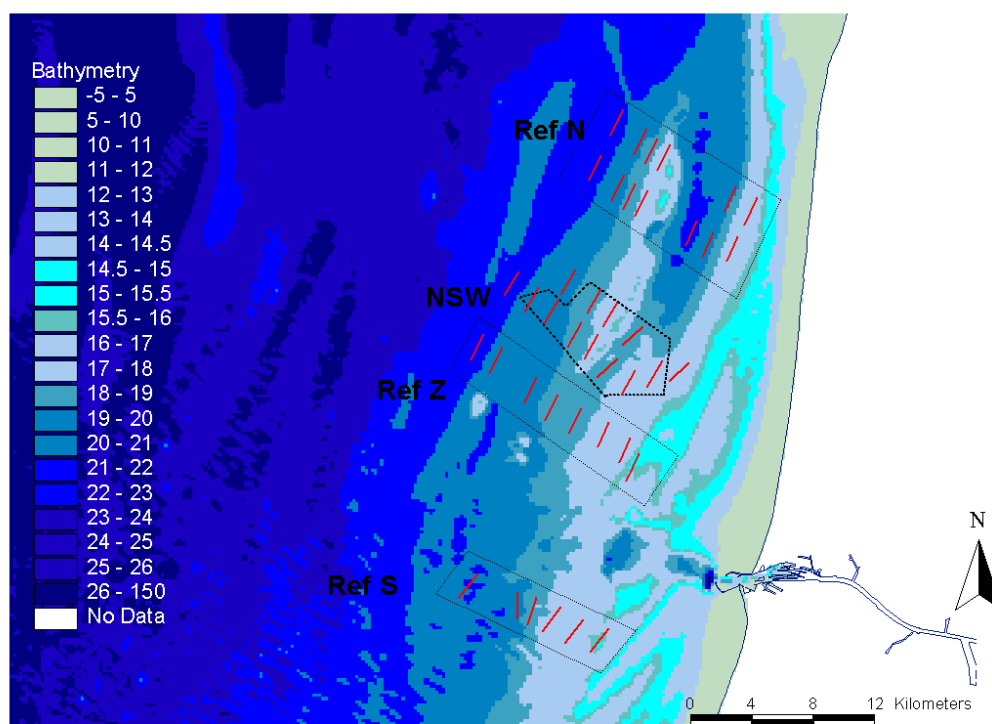 Bathymetry
-5 - 5
5 - 10
10 - 11
11 - 12
12 - 13
13 - 14
14 - 14.5
14.5 - 15
15 - 15.5
15.5 - 16
16 - 17
17 - 18
18 - 19
19 - 20
20 - 21
21 - 22
22 - 23
23 - 24
24 - 25
25 - 26
26 - 150
No Data
Ref N
NSW
Ref Z
Ref S
N
0 4 8 12 Kilometers